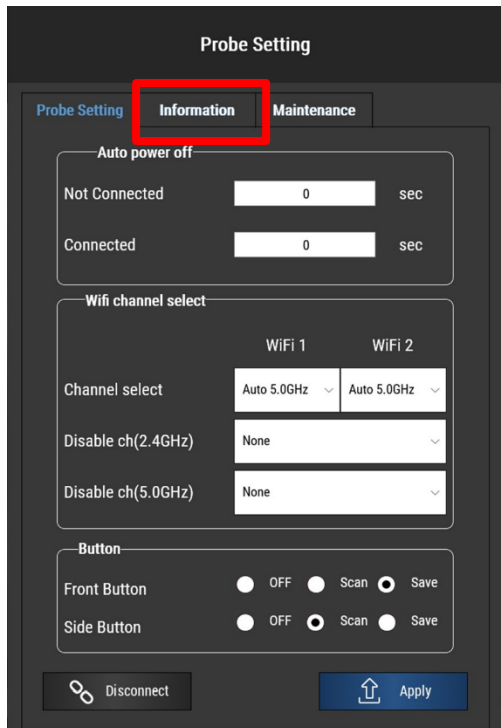 Probe Setting
Probe Setting Information Maintenance
Auto power off
Not Connected 0 sec
Connected 0 sec
Wifi channel select
WiFi 1 WiFi 2
Channel select Auto 5.0GHz Auto 5.0GHz
Disable ch(2.4GHz) None
Disable ch(5.0GHz) None
Button
Front Button OFF Scan Save
Side Button OFF Scan Save
Disconnect Apply